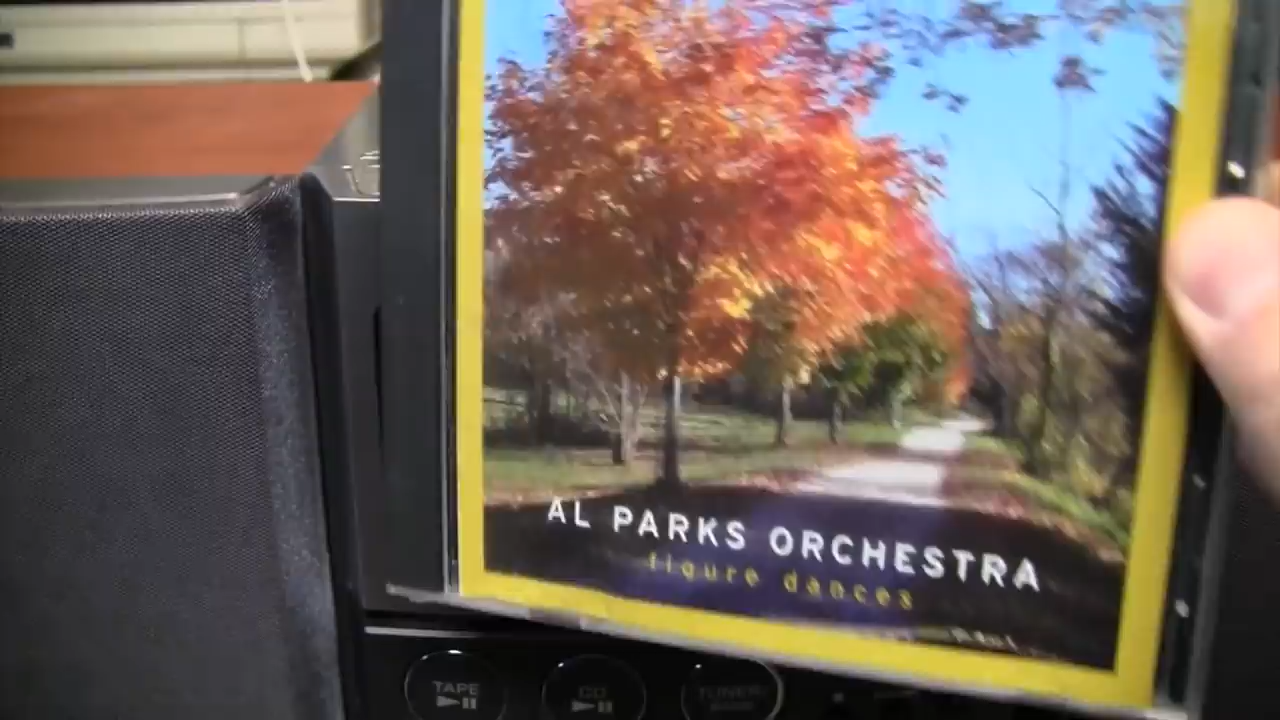 AL PARKS ORCHESTRA
figure dances
TAPE
CD
TUNER/